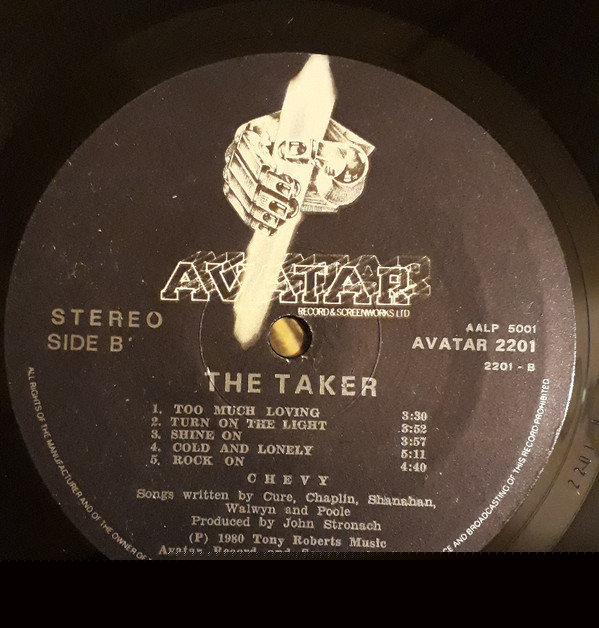 AVATAR
RECORD & SCREENWORKS LTD
STEREO
SIDE B
AALP 5001
AVATAR 2201
2201 - B
THE TAKER
1. TOO MUCH LOVING 3:30
2. TURN ON THE LIGHT 3:52
3. SHINE ON 3:57
4. COLD AND LONELY 5:11
5. ROCK ON 4:40
CHEVY
Songs written by Cure, Chaplin, Shanahan,
Walwyn and Poole
Produced by John Stronach
(P) 1980 Tony Roberts Music
Avatar Record and
ALL RIGHTS OF THE MANUFACTURER AND OF THE OWNER OF
AND BROADCASTING OF THIS RECORD PROHIBITED